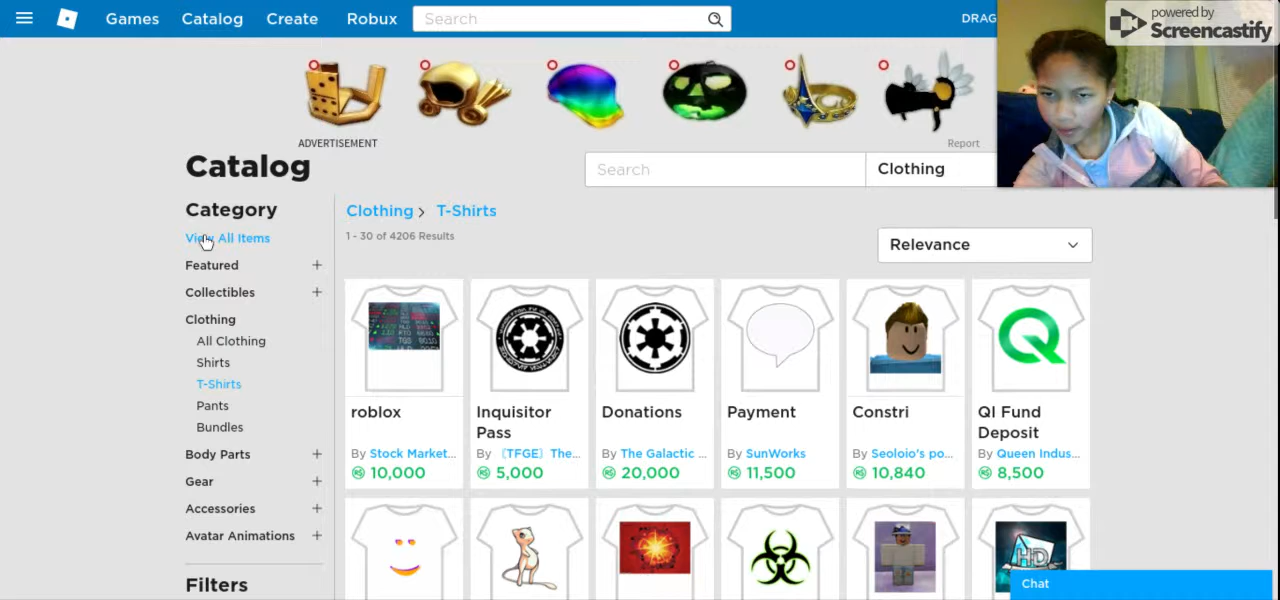 Games Catalog Create Robux Search DRAG
powered by
Screencastify
ADVERTISEMENT Report
Catalog Search Clothing
Category
View All Items
Featured +
Collectibles +
Clothing
All Clothing
Shirts
T-Shirts
Pants
Bundles
Body Parts +
Gear +
Accessories +
Avatar Animations +
Filters
Clothing > T-Shirts
1 - 30 of 4206 Results
Relevance
roblox
By Stock Market...
10,000
Inquisitor
Pass
By 〔TFGE〕 The...
5,000
Donations
By The Galactic ...
20,000
Payment
By SunWorks
11,500
Constri
By Seoloio's po...
10,840
Q
QI Fund
Deposit
By Queen Indus...
8,500
HD
Chat